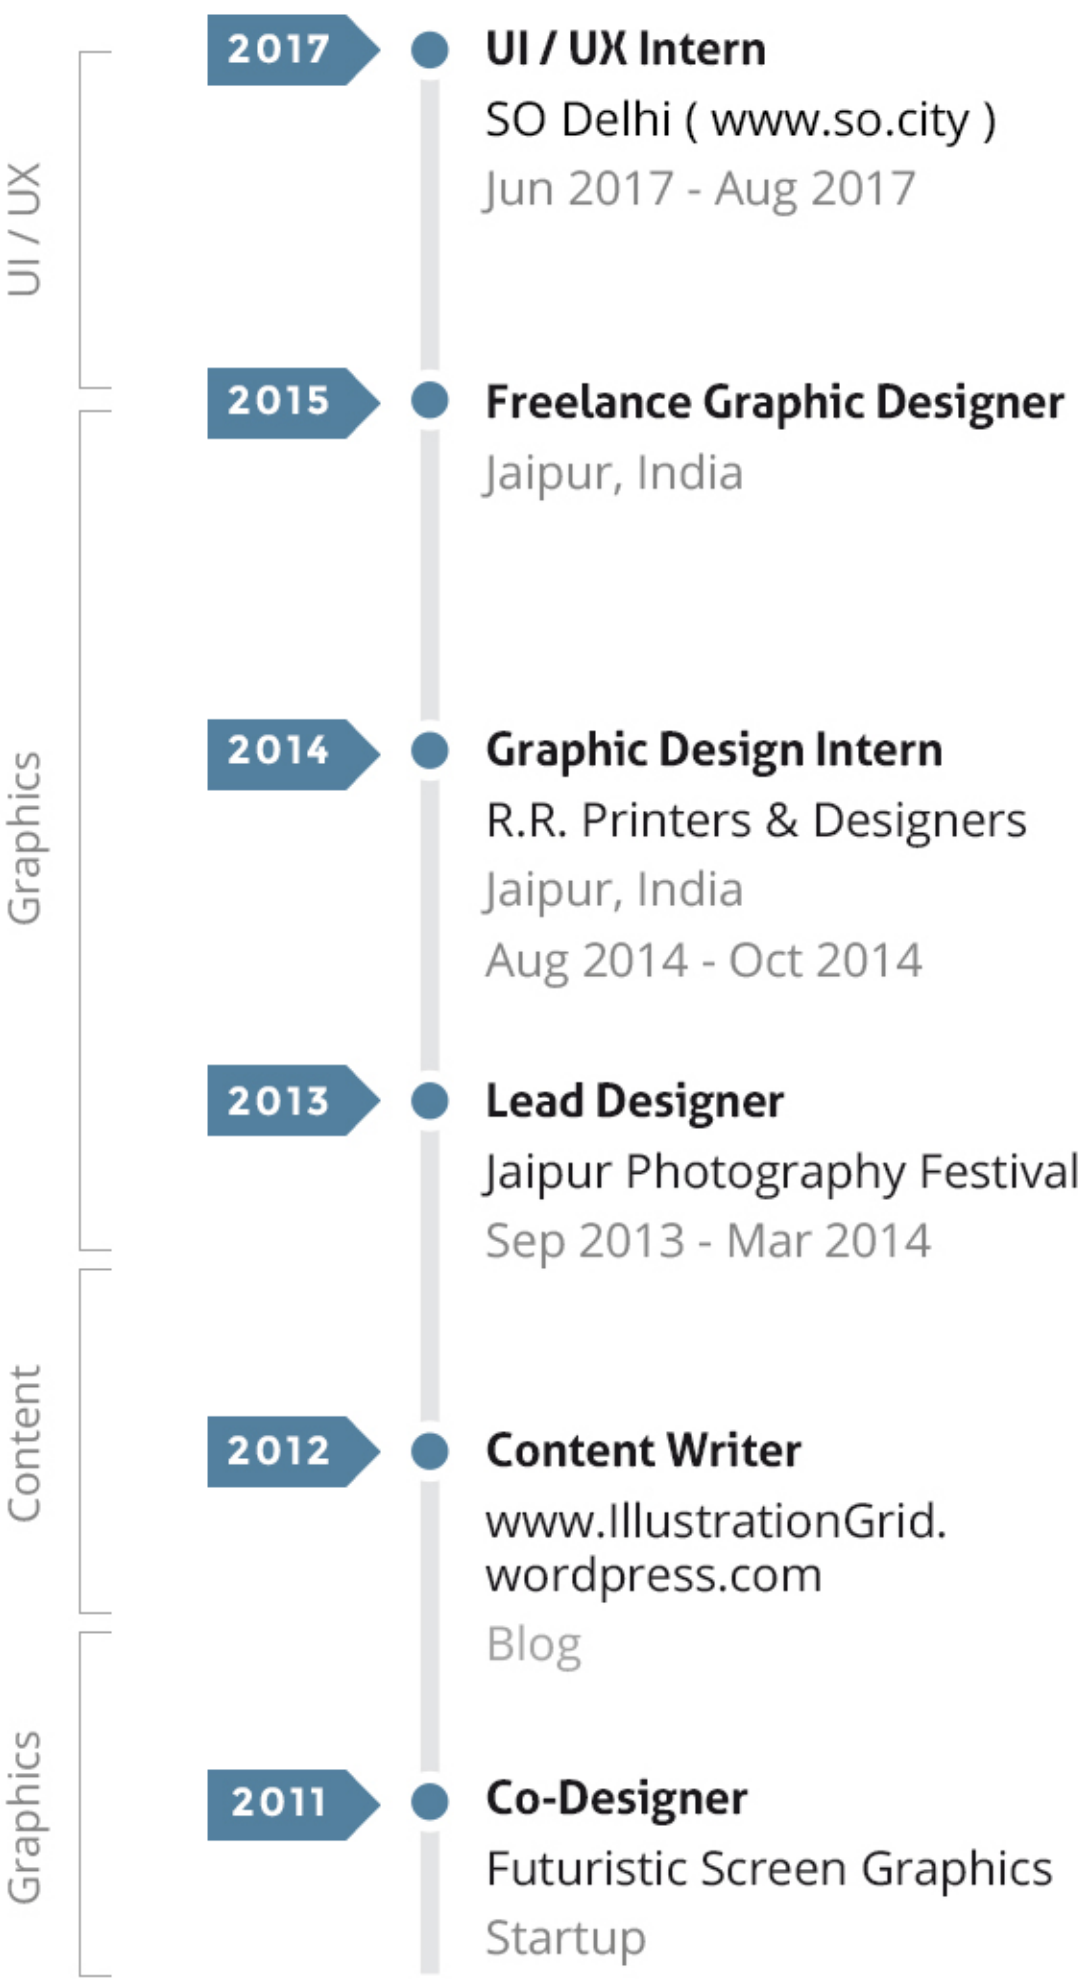 UI / UX
2017
UI / UX Intern
SO Delhi ( www.so.city )
Jun 2017 - Aug 2017
Graphics
2015
Freelance Graphic Designer
Jaipur, India
2014
Graphic Design Intern
R.R. Printers & Designers
Jaipur, India
Aug 2014 - Oct 2014
2013
Lead Designer
Jaipur Photography Festival
Sep 2013 - Mar 2014
Content
2012
Content Writer
www.IllustrationGrid.
wordpress.com
Blog
Graphics
2011
Co-Designer
Futuristic Screen Graphics
Startup